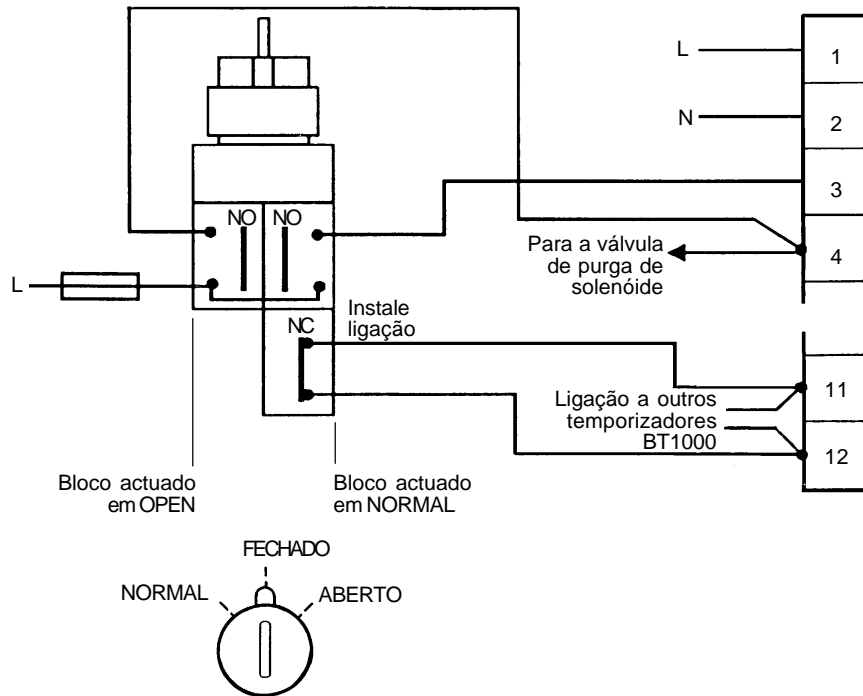 L
1
N
2
3
NO NO
Para a válvula
de purga de
solenóide
4
L
Instale
ligação
NC
11
Ligação a outros
temporizadores
BT1000
12
Bloco actuado
em OPEN
Bloco actuado
em NORMAL
FECHADO
NORMAL
ABERTO